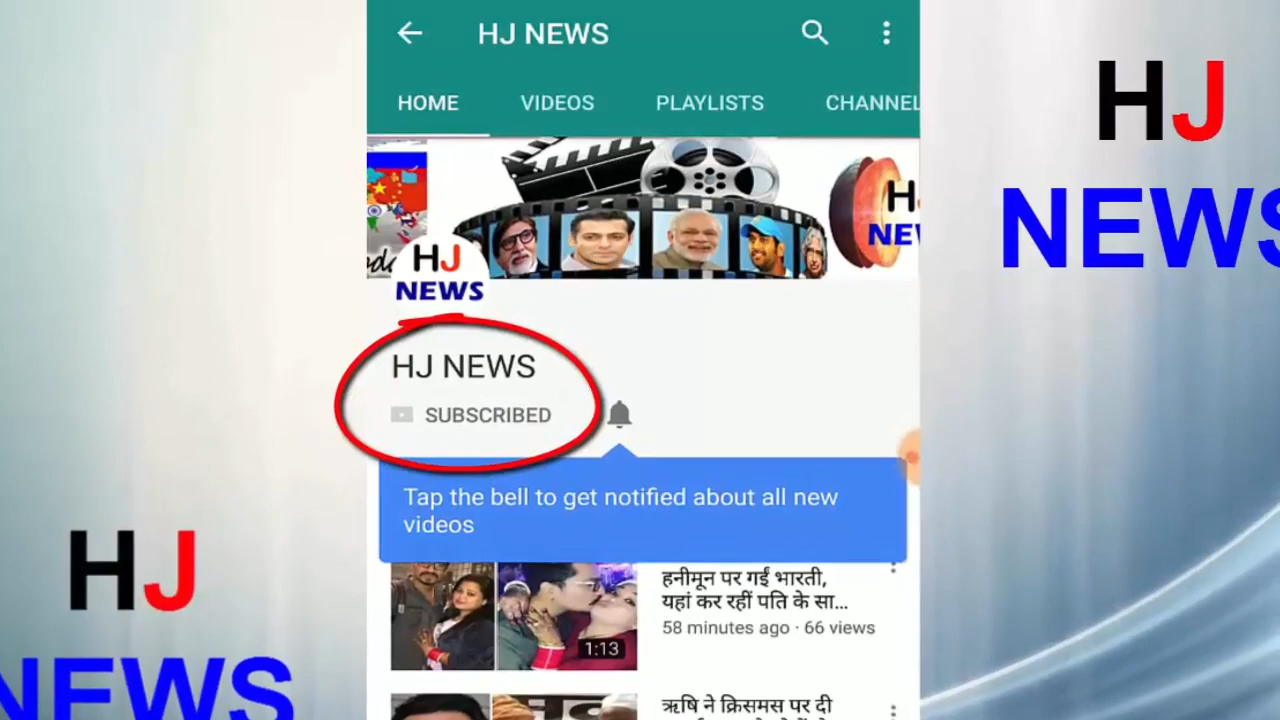 HJ NEWS
HOME VIDEOS PLAYLISTS CHANNEL
HJ
NEWS
HJ
NEWS
HJ NEWS
SUBSCRIBED
Tap the bell to get notified about all new
videos
हनीमून पर गईं भारती,
यहां कर रहीं पति के सा...
58 minutes ago · 66 views
1:13
ऋषि ने क्रिसमस पर दी
HJ
NEWS